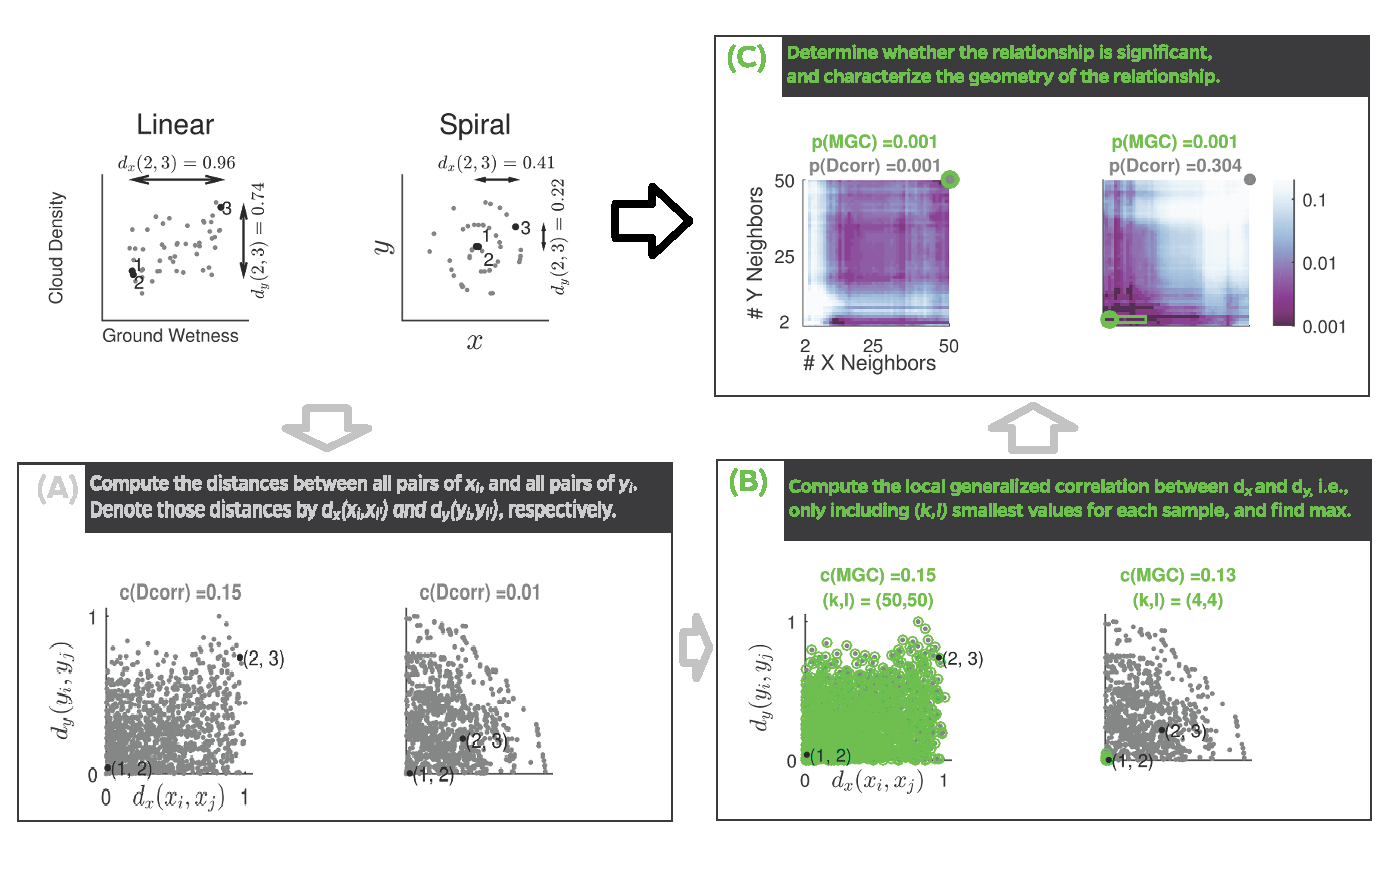 Linear
d_x(2, 3) = 0.96
Cloud Density
1
2
3
d_y(2, 3) = 0.74
Ground Wetness
Spiral
d_x(2, 3) = 0.41
y
1
2
3
d_y(2, 3) = 0.22
x
(C)
Determine whether the relationship is significant,
and characterize the geometry of the relationship.
p(MGC) =0.001
p(Dcorr) =0.001
50
25
2
# Y Neighbors
2 25 50
# X Neighbors
p(MGC) =0.001
p(Dcorr) =0.304
0.1
0.01
0.001
(A)
Compute the distances between all pairs of x_i, and all pairs of y_i.
Denote those distances by d_x(x_i,x_i') and d_y(y_i,y_i'), respectively.
c(Dcorr) =0.15
1
0
d_y(y_i, y_j)
(2, 3)
(1, 2)
0 d_x(x_i, x_j) 1
c(Dcorr) =0.01
(2, 3)
(1, 2)
(B)
Compute the local generalized correlation between d_x and d_y, i.e.,
only including (k,l) smallest values for each sample, and find max.
c(MGC) =0.15
(k,l) = (50,50)
1
0
d_y(y_i, y_j)
(2, 3)
(1, 2)
0 d_x(x_i, x_j) 1
c(MGC) =0.13
(k,l) = (4,4)
(2, 3)
(1, 2)